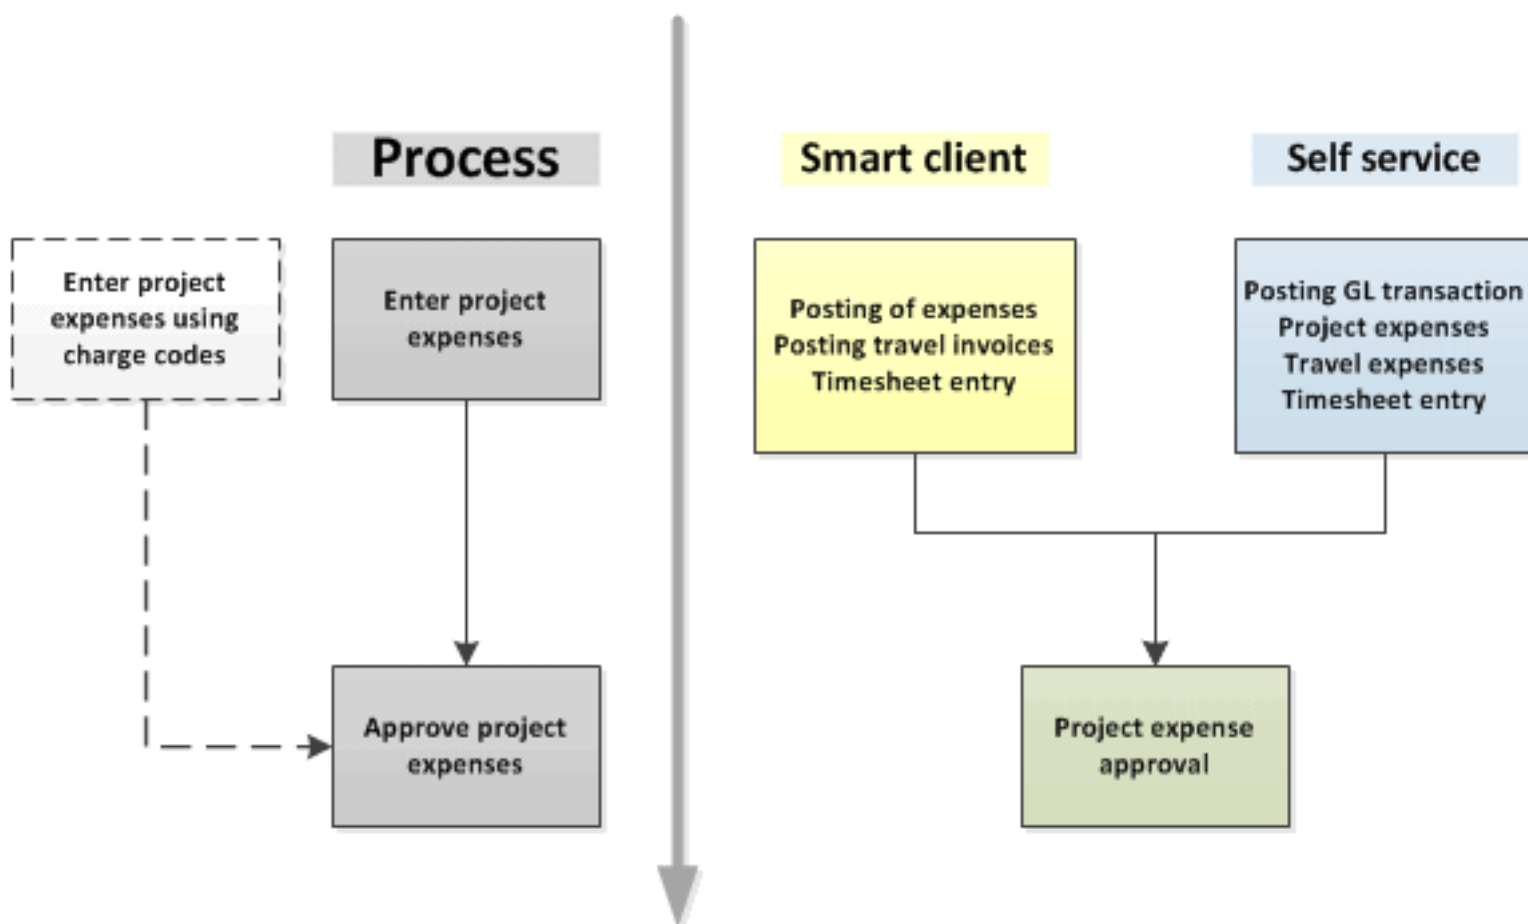 Process
Smart client
Self service
Enter project
expenses using
charge codes
Enter project
expenses
Posting of expenses
Posting travel invoices
Timesheet entry
Posting GL transaction
Project expenses
Travel expenses
Timesheet entry
Approve project
expenses
Project expense
approval